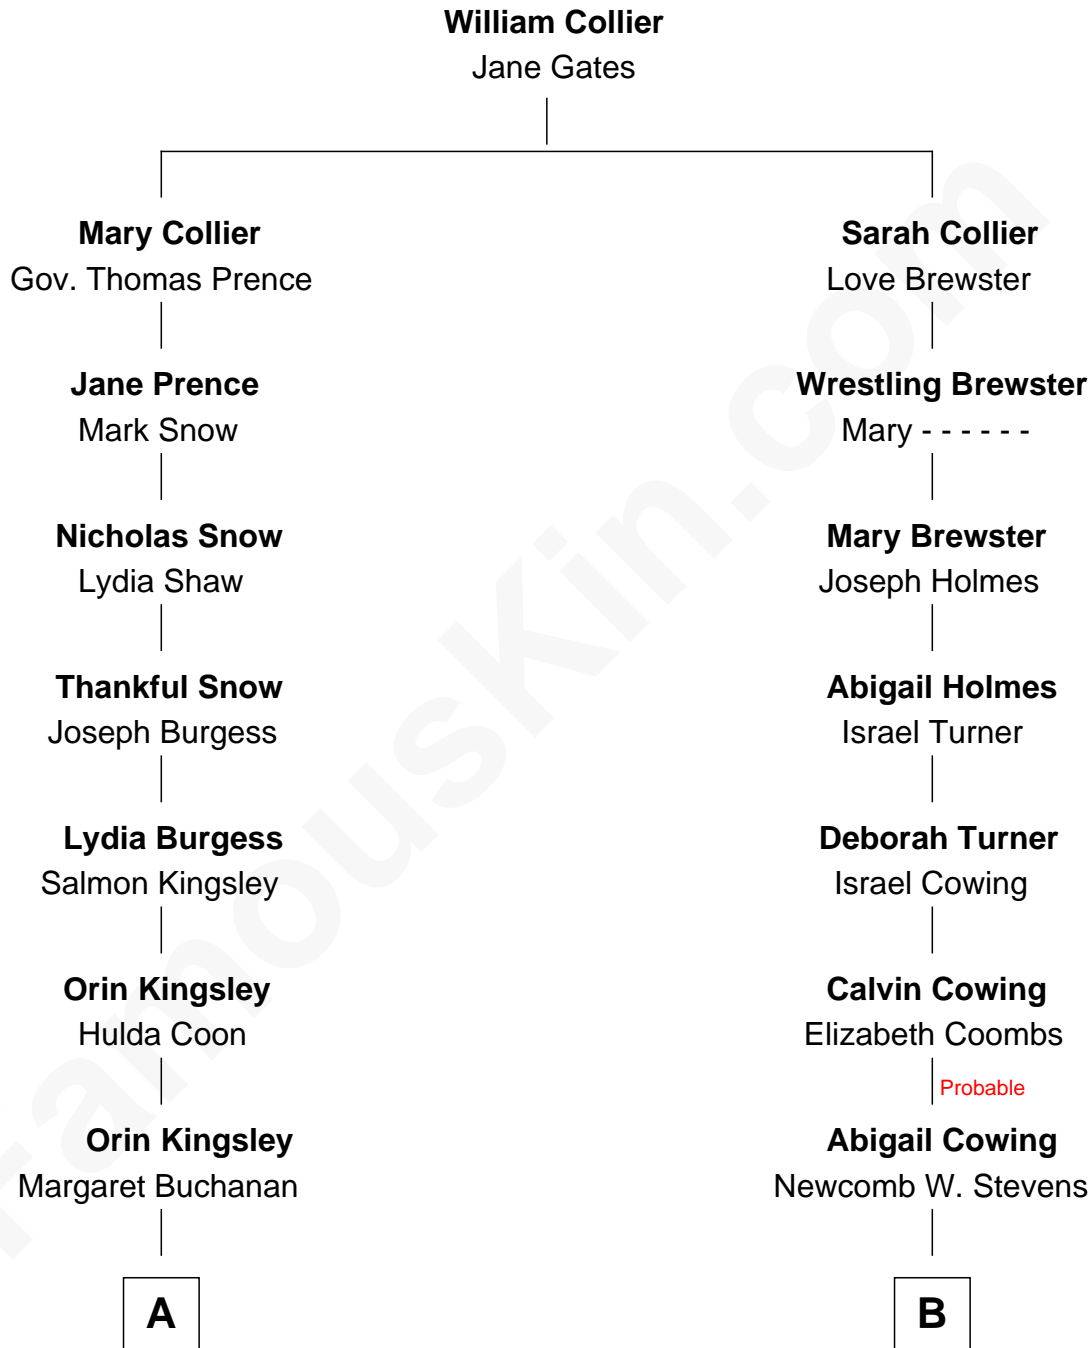 William Collier
Jane Gates
Mary Collier
Gov. Thomas Prence
Sarah Collier
Love Brewster
Jane Prence
Mark Snow
Wrestling Brewster
Mary - - - - - -
Nicholas Snow
Lydia Shaw
Mary Brewster
Joseph Holmes
Thankful Snow
Joseph Burgess
Abigail Holmes
Israel Turner
Lydia Burgess
Salmon Kingsley
Deborah Turner
Israel Cowing
Orin Kingsley
Hulda Coon
Calvin Cowing
Elizabeth Coombs
Probable
Orin Kingsley
Margaret Buchanan
Abigail Cowing
Newcomb W. Stevens
A
B
FamousKin.com